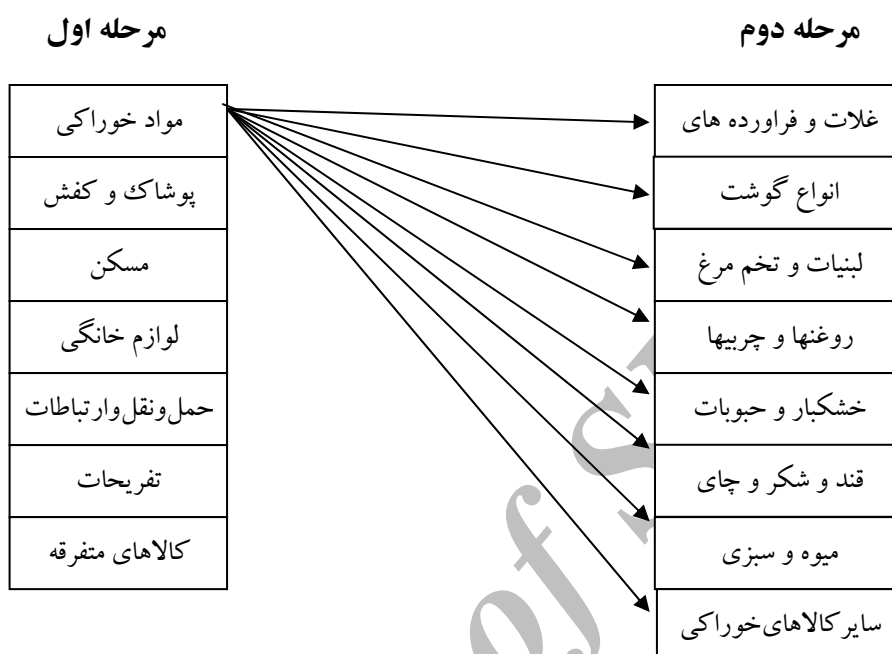 مرحله اول
مرحله دوم
مواد خوراکی
پوشاک و کفش
مسکن
لوازم خانگی
حمل‌ونقل‌وارتباطات
تفریحات
کالاهای متفرقه
غلات و فراورده های
انواع گوشت
لبنیات و تخم مرغ
روغنها و چربیها
خشکبار و حبوبات
قند و شکر و چای
میوه و سبزی
سایرکالاهای‌خوراکی
of S